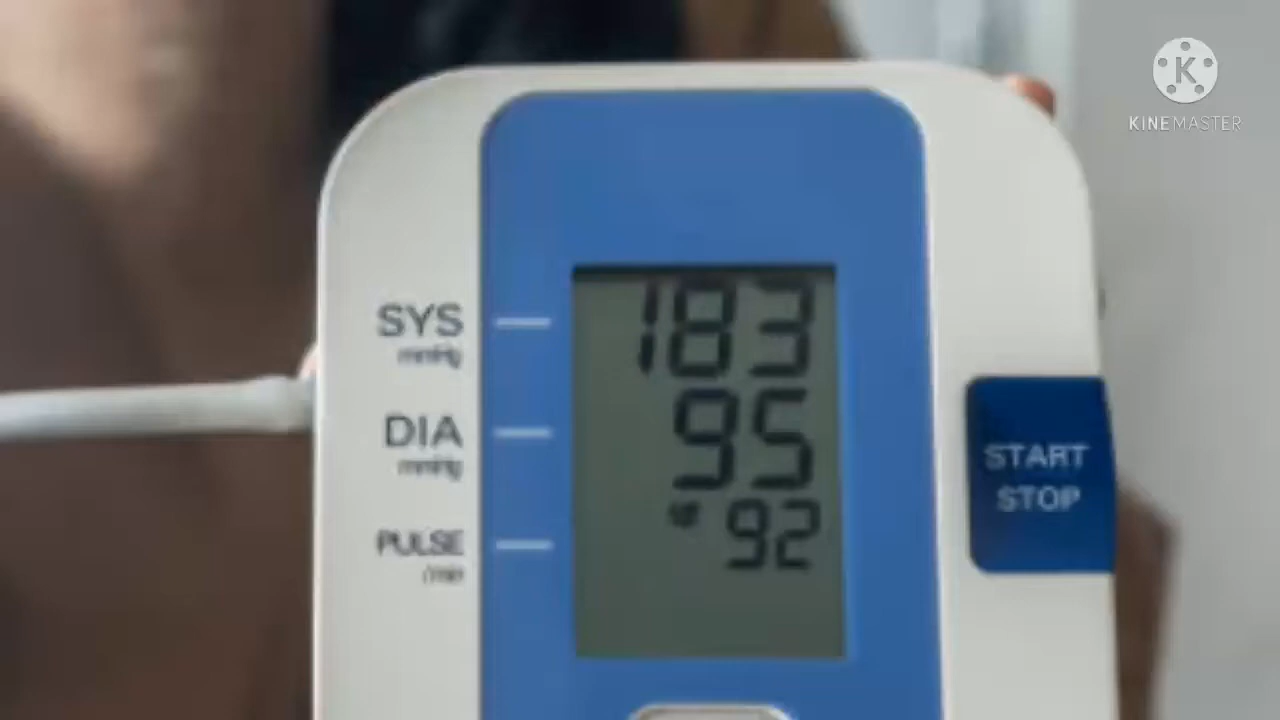 KINEMASTER
SYS
mmHg
183
DIA
mmHg
95
PULSE
/min
92
START
STOP